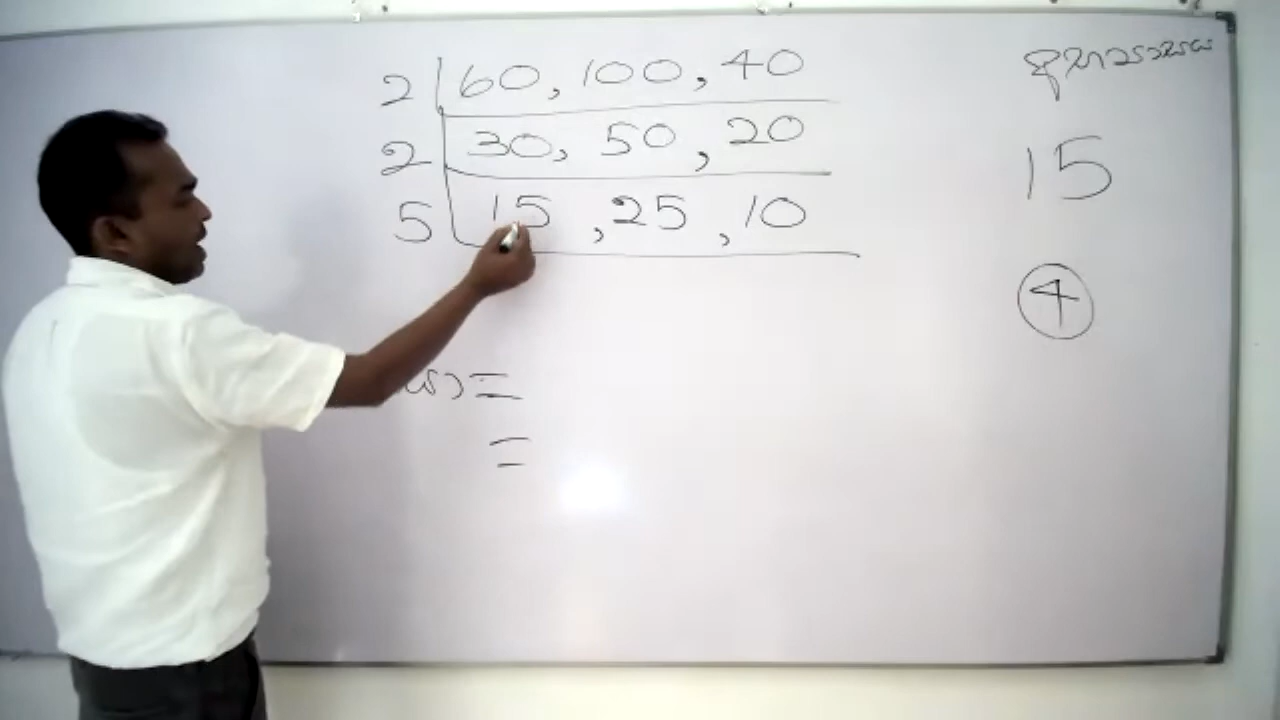 2 60, 100, 40
2 30, 50, 20
5 15, 25, 10
=
=
15
4